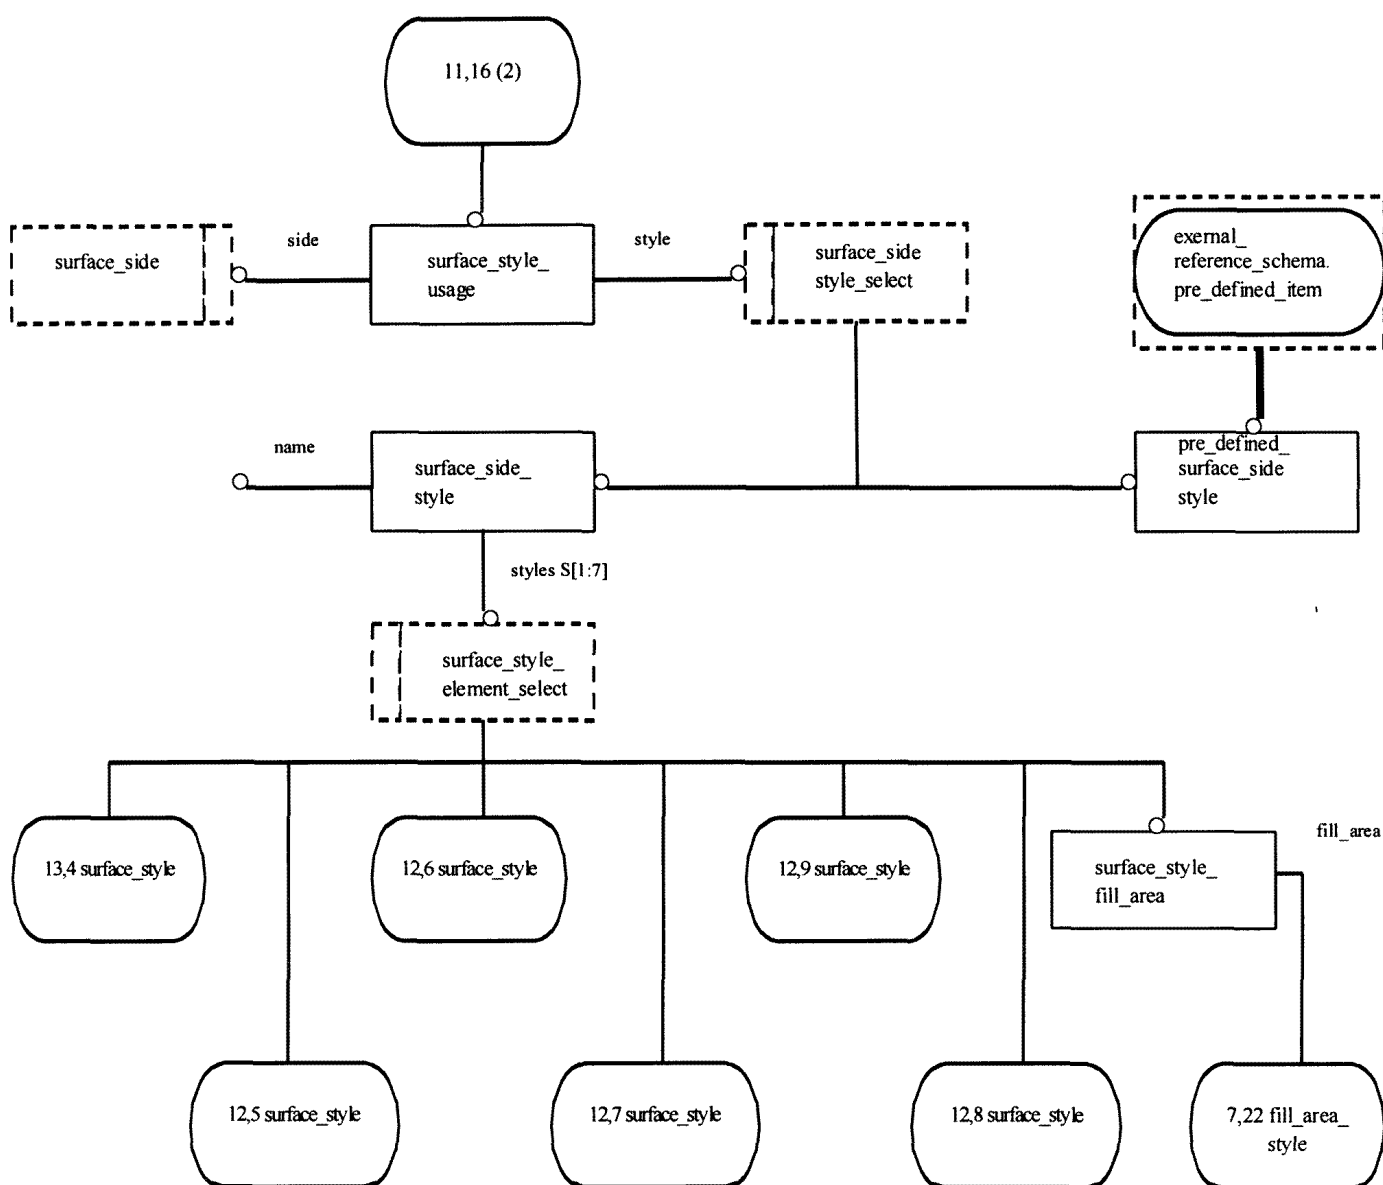 11,16 (2)
side
style
surface_side
surface_style_
usage
surface_side
style_select
exernal_
reference_schema.
pre_defined_item
name
surface_side_
style
pre_defined_
surface_side
style
styles S[1:7]
surface_style_
element_select
13,4 surface_style
12,6 surface_style
12,9 surface_style
surface_style_
fill_area
fill_area
12,5 surface_style
12,7 surface_style
12,8 surface_style
7,22 fill_area_
style